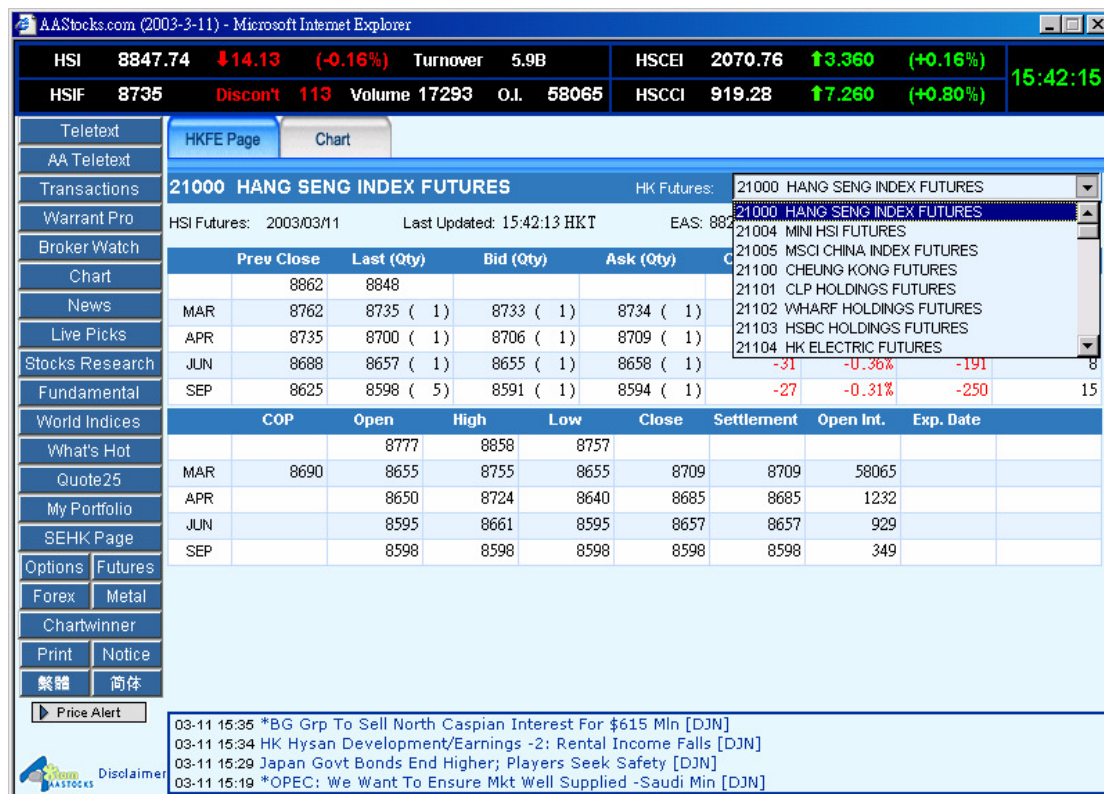 AAStocks.com (2003-3-11) - Microsoft Internet Explorer
HSI 8847.74 ⬇14.13 (-0.16%) Turnover 5.9B HSCEI 2070.76 ⬆3.360 (+0.16%)
15:42:15
HSIF 8735 Discon't 113 Volume 17293 O.I. 58065 HSCCI 919.28 ⬆7.260 (+0.80%)
Teletext
AA Teletext
Transactions
Warrant Pro
Broker Watch
Chart
News
Live Picks
Stocks Research
Fundamental
World Indices
What's Hot
Quote25
My Portfolio
SEHK Page
Options Futures
Forex Metal
Chartwinner
Print Notice
繁體 简体
Price Alert
AASTOCKS Disclaimer
HKFE Page Chart
21000 HANG SENG INDEX FUTURES HK Futures: 21000 HANG SENG INDEX FUTURES
HSI Futures: 2003/03/11 Last Updated: 15:42:13 HKT EAS: 882
21000 HANG SENG INDEX FUTURES
21004 MINI HSI FUTURES
21005 MSCI CHINA INDEX FUTURES
21100 CHEUNG KONG FUTURES
21101 CLP HOLDINGS FUTURES
21102 WHARF HOLDINGS FUTURES
21103 HSBC HOLDINGS FUTURES
21104 HK ELECTRIC FUTURES
Prev Close Last (Qty) Bid (Qty) Ask (Qty) C
8862 8848
MAR 8762 8735 ( 1) 8733 ( 1) 8734 ( 1)
APR 8735 8700 ( 1) 8706 ( 1) 8709 ( 1)
JUN 8688 8657 ( 1) 8655 ( 1) 8658 ( 1) -31 -0.36% -191 8
SEP 8625 8598 ( 5) 8591 ( 1) 8594 ( 1) -27 -0.31% -250 15
COP Open High Low Close Settlement Open Int. Exp. Date
8777 8858 8757
MAR 8690 8655 8755 8655 8709 8709 58065
APR 8650 8724 8640 8685 8685 1232
JUN 8595 8661 8595 8657 8657 929
SEP 8598 8598 8598 8598 8598 349
03-11 15:35 *BG Grp To Sell North Caspian Interest For $615 Mln [DJN]
03-11 15:34 HK Hysan Development/Earnings -2: Rental Income Falls [DJN]
03-11 15:29 Japan Govt Bonds End Higher; Players Seek Safety [DJN]
03-11 15:19 *OPEC: We Want To Ensure Mkt Well Supplied -Saudi Min [DJN]